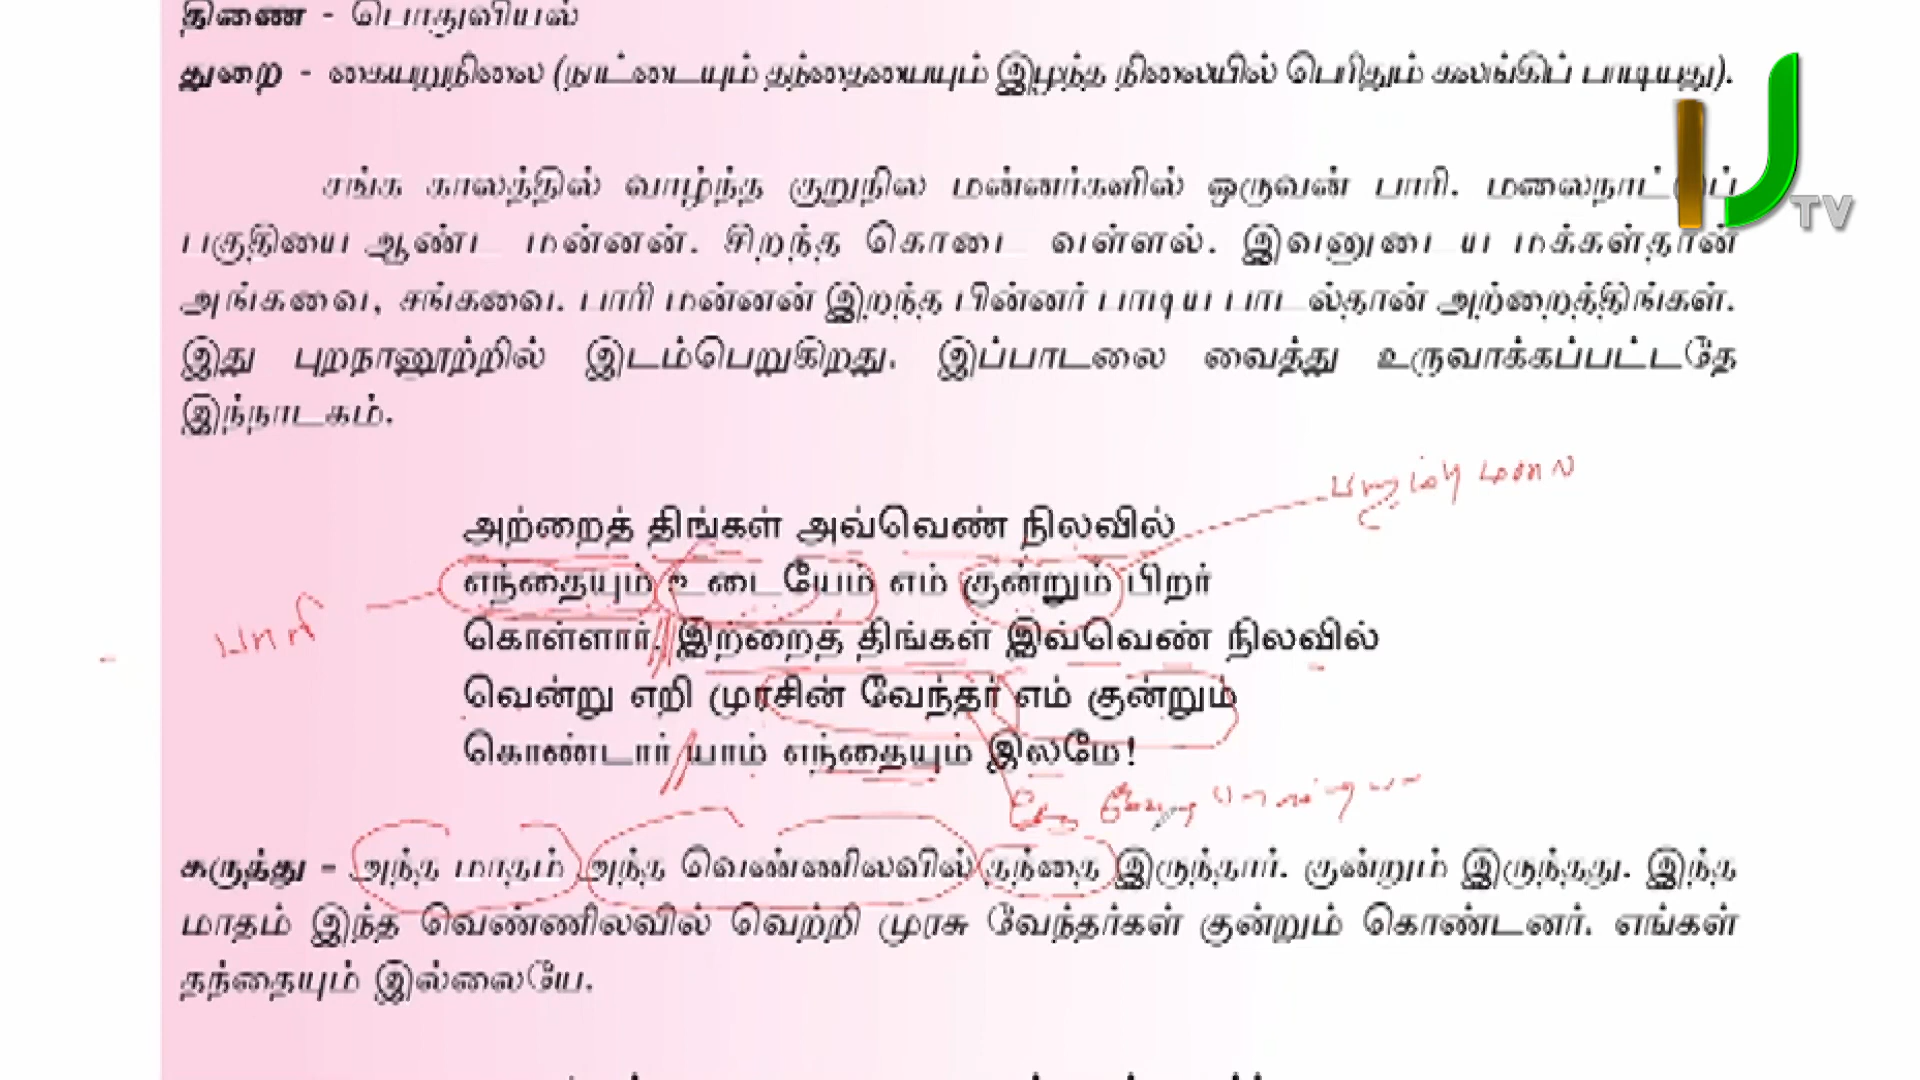 திணை - பொதுவியல்
துறை - கையறுநிலை (நாட்டையும் தந்தையையும் இழந்த நிலையில் பெரிதும் கலங்கிப் பாடியது).
IJ TV
சங்க காலத்தில் வாழ்ந்த குறுநில மன்னர்களில் ஒருவன் பாரி. மலைநாட்டுப்
பகுதியை ஆண்ட மன்னன். சிறந்த கொடை வள்ளல். இவனுடைய மக்கள்தான்
அங்கவை, சங்கவை. பாரி மன்னன் இறந்த பின்னர் பாடிய பாடல்தான் அற்றைத்திங்கள்.
இது புறநானூற்றில் இடம்பெறுகிறது. இப்பாடலை வைத்து உருவாக்கப்பட்டதே
இந்நாடகம்.
பறம்பு மலை
அற்றைத் திங்கள் அவ்வெண் நிலவில்
எந்தையும் உடையேம் எம் குன்றும் பிறர்
பாரி
கொள்ளார். இற்றைத் திங்கள் இவ்வெண் நிலவில்
வென்று எறி முரசின் வேந்தர் எம் குன்றும்
கொண்டார் யாம் எந்தையும் இலமே!
கருத்து - அந்த மாதம் அந்த வெண்ணிலவில் தந்தை இருந்தார். குன்றும் இருந்தது. இந்த
மாதம் இந்த வெண்ணிலவில் வெற்றி முரசு வேந்தர்கள் குன்றும் கொண்டனர். எங்கள்
தந்தையும் இல்லையே.